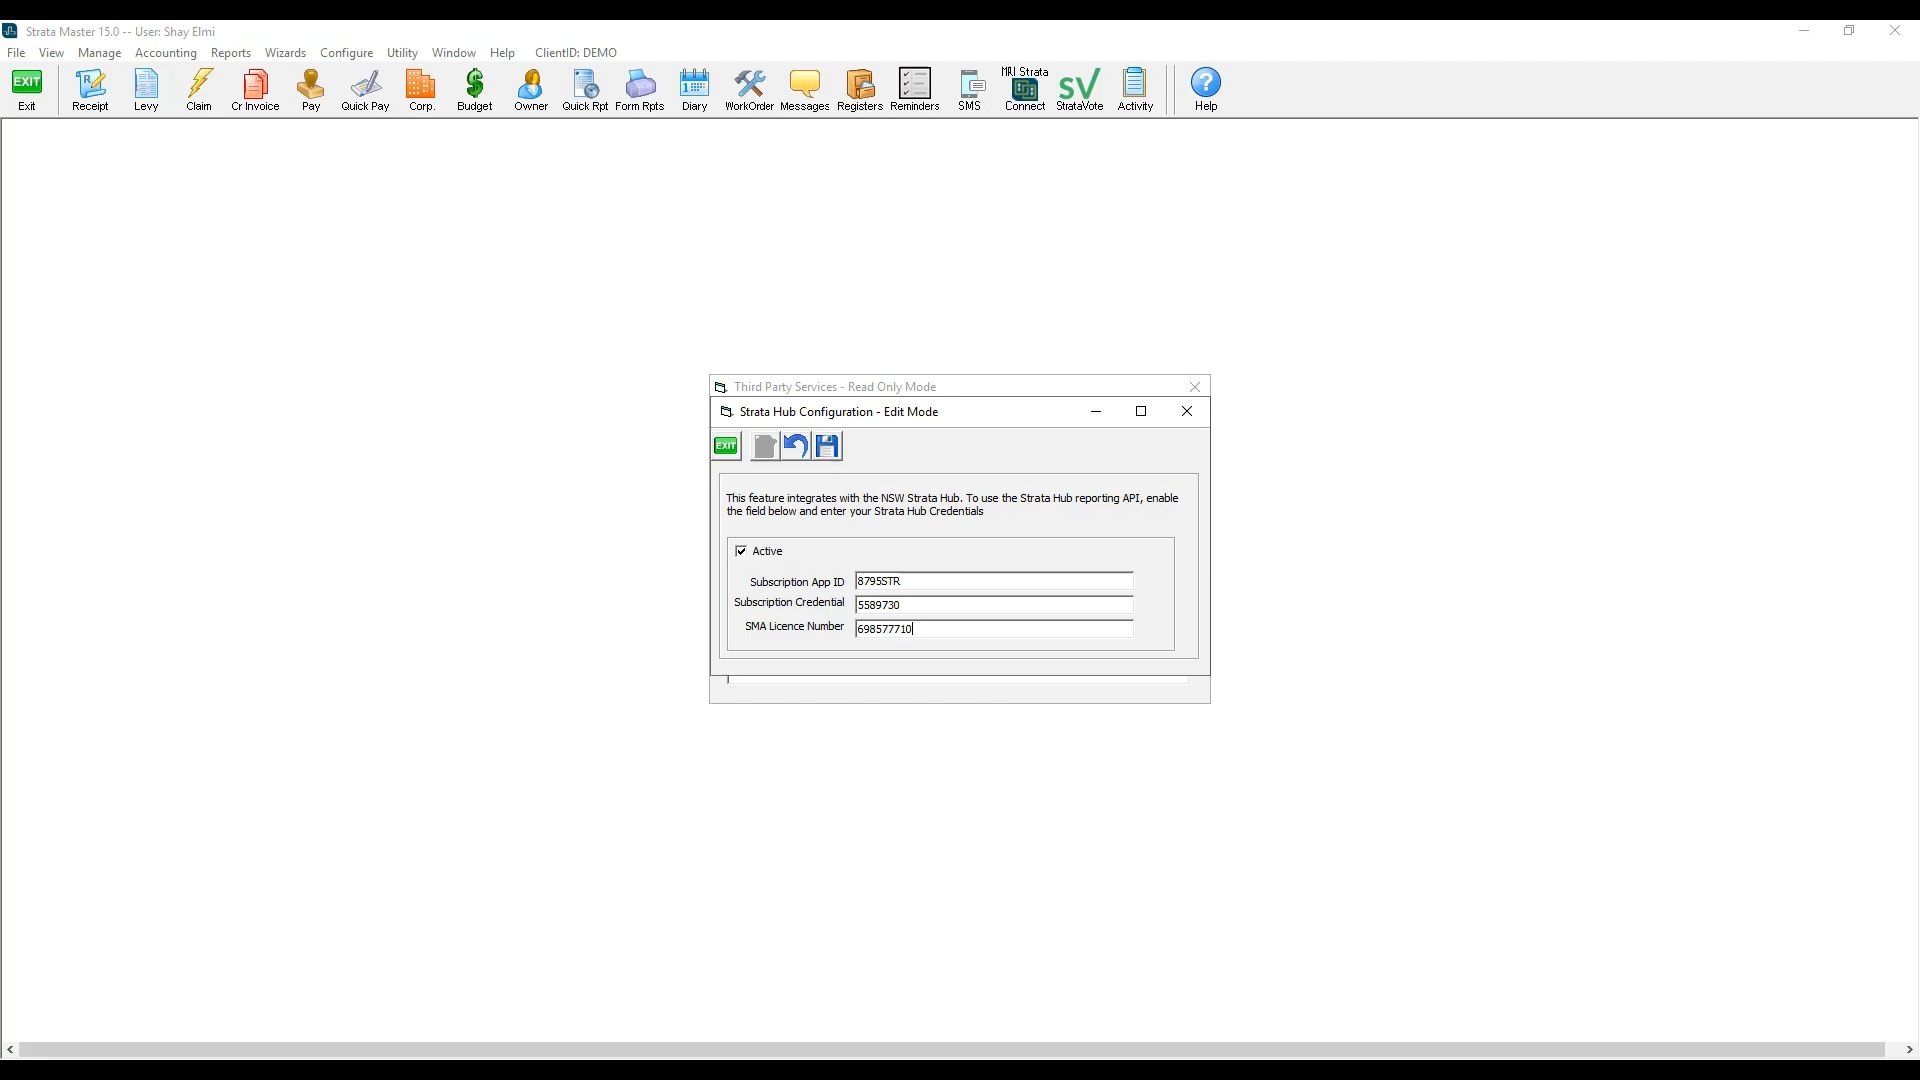 Strata Master 15.0 -- User: Shay Elmi
File View Manage Accounting Reports Wizards Configure Utility Window Help ClientID: DEMO
EXIT R 1 SV ? MRI Strata
Exit Receipt Levy Claim Cr Invoice Pay Quick Pay Corp. Budget Owner Quick Rpt Form Rpts Diary WorkOrder Messages Registers Reminders SMS Connect StrataVote Activity Help
Third Party Services - Read Only Mode
Strata Hub Configuration - Edit Mode
EXIT
This feature integrates with the NSW Strata Hub. To use the Strata Hub reporting API, enable
the field below and enter your Strata Hub Credentials
Active
Subscription App ID 8795STR
Subscription Credential 5589730
SMA Licence Number 698577710